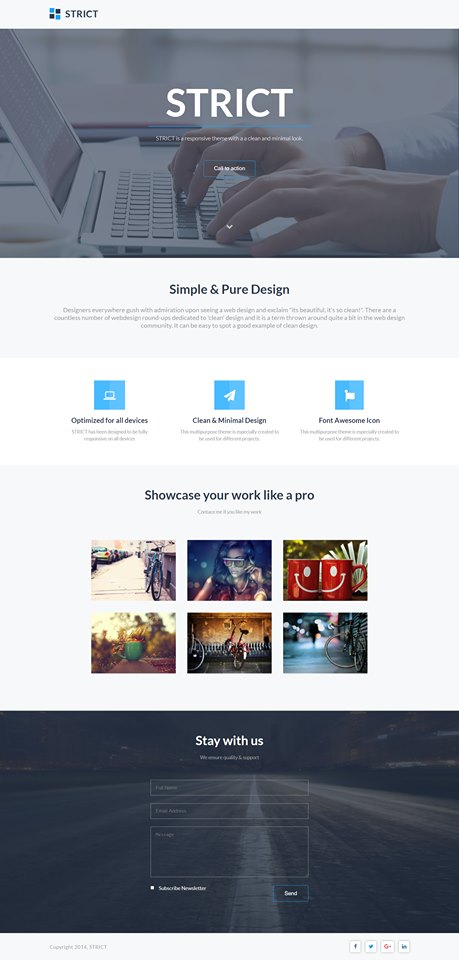 STRICT
STRICT
STRICT is a responsive theme with a a clean and minimal look.
Call to action
Simple & Pure Design
Designers everywhere gush with admiration upon seeing a web design and exclaim "its beautiful, it's so clean!". There are a
countless number of webdesign round-ups dedicated to 'clean' design and it is a term thrown around quite a bit in the web design
community. It can be easy to spot a good example of clean design.
Optimized for all devices
STRICT has been designed to be fully
responsive on all devices
Clean & Minimal Design
This multipurpose theme is especially created to
be used for different projects.
Font Awesome Icon
This multipurpose theme is especially created to
be used for different projects.
Showcase your work like a pro
Contace me if you like my work
Stay with us
We ensure quality & support
Full Name
Email Address
Message
Subscribe Newsletter
Send
Copyright 2014, STRICT